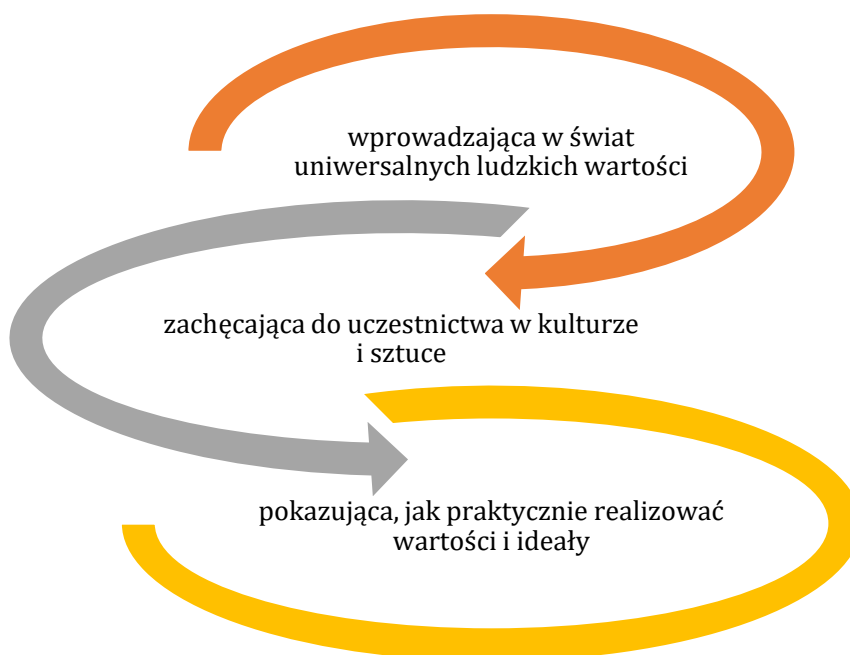 wprowadzająca w świat
uniwersalnych ludzkich wartości
zachęcająca do uczestnictwa w kulturze
i sztuce
pokazująca, jak praktycznie realizować
wartości i ideały